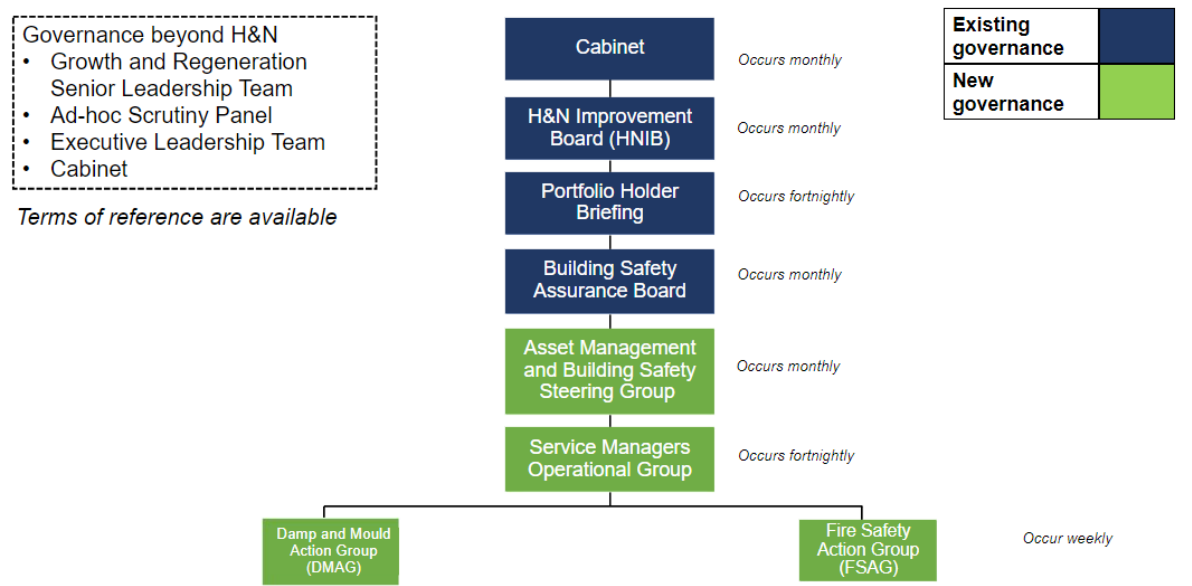 Governance beyond H&N
• Growth and Regeneration
Senior Leadership Team
• Ad-hoc Scrutiny Panel
• Executive Leadership Team
• Cabinet
Terms of reference are available
Existing
governance
New
governance
Cabinet
Occurs monthly
H&N Improvement
Board (HNIB)
Occurs monthly
Portfolio Holder
Briefing
Occurs fortnightly
Building Safety
Assurance Board
Occurs monthly
Asset Management
and Building Safety
Steering Group
Occurs monthly
Service Managers
Operational Group
Occurs fortnightly
Damp and Mould
Action Group
(DMAG)
Fire Safety
Action Group
(FSAG)
Occur weekly